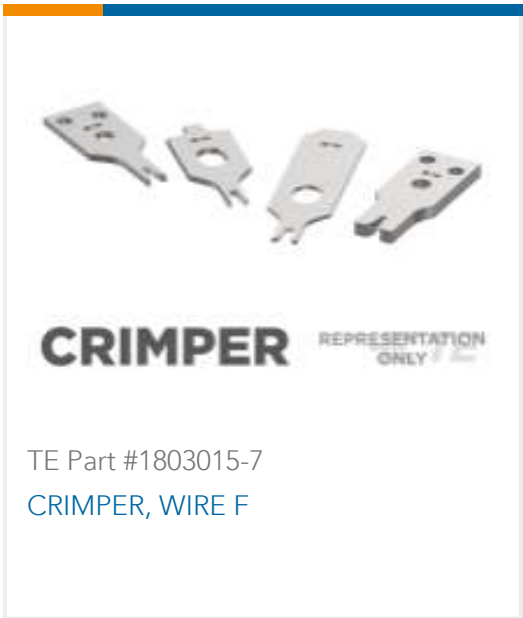 CRIMPER
REPRESENTATION
ONLY
TE Part #1803015-7
CRIMPER, WIRE F